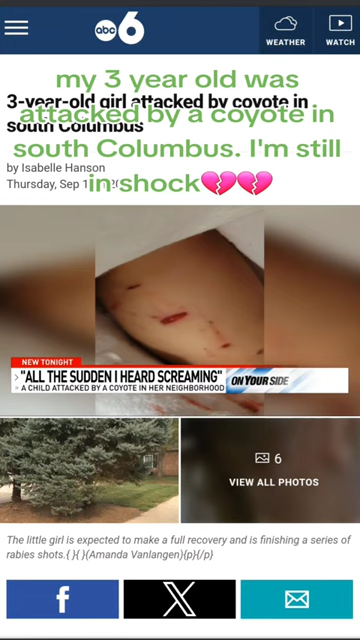 abc 6
WEATHER
WATCH
my 3 year old was
attacked by a coyote in
south Columbus. I'm still
in shock💔💔
3-year-old girl attacked by coyote in
south Columbus
by Isabelle Hanson
Thursday, Sep
NEW TONIGHT
"ALL THE SUDDEN I HEARD SCREAMING"
A CHILD ATTACKED BY A COYOTE IN HER NEIGHBORHOOD
ON YOUR SIDE
6
VIEW ALL PHOTOS
The little girl is expected to make a full recovery and is finishing a series of
rabies shots.{ }{ }(Amanda Vanlangen){p}{/p}
f
X